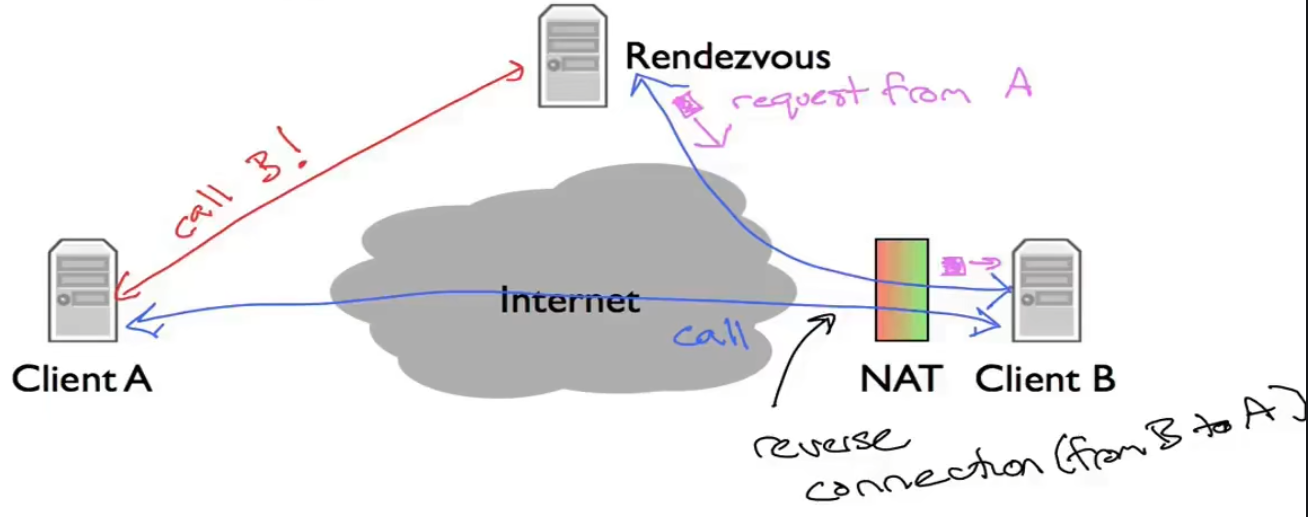 Rendezvous
request from A
call B!
Internet
call
Client A
NAT
Client B
reverse
connection (from B to A)